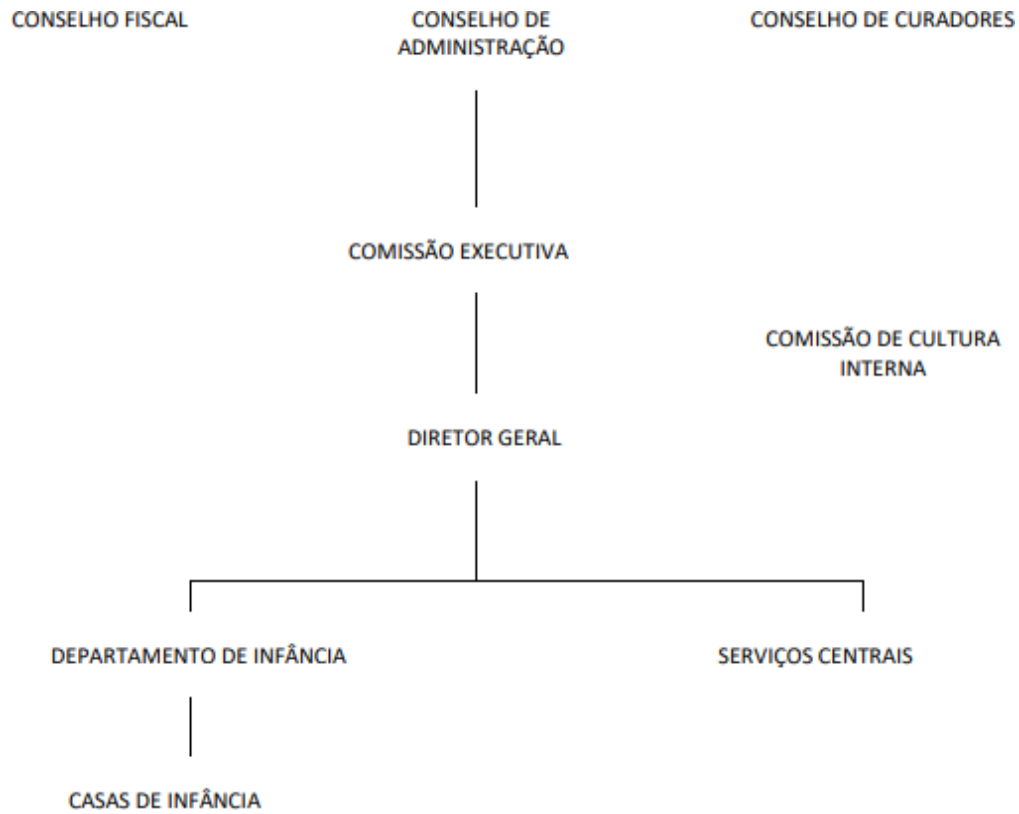 CONSELHO FISCAL
CONSELHO DE
ADMINISTRAÇÃO
CONSELHO DE CURADORES
COMISSÃO EXECUTIVA
COMISSÃO DE CULTURA
INTERNA
DIRETOR GERAL
DEPARTAMENTO DE INFÂNCIA
SERVIÇOS CENTRAIS
CASAS DE INFÂNCIA